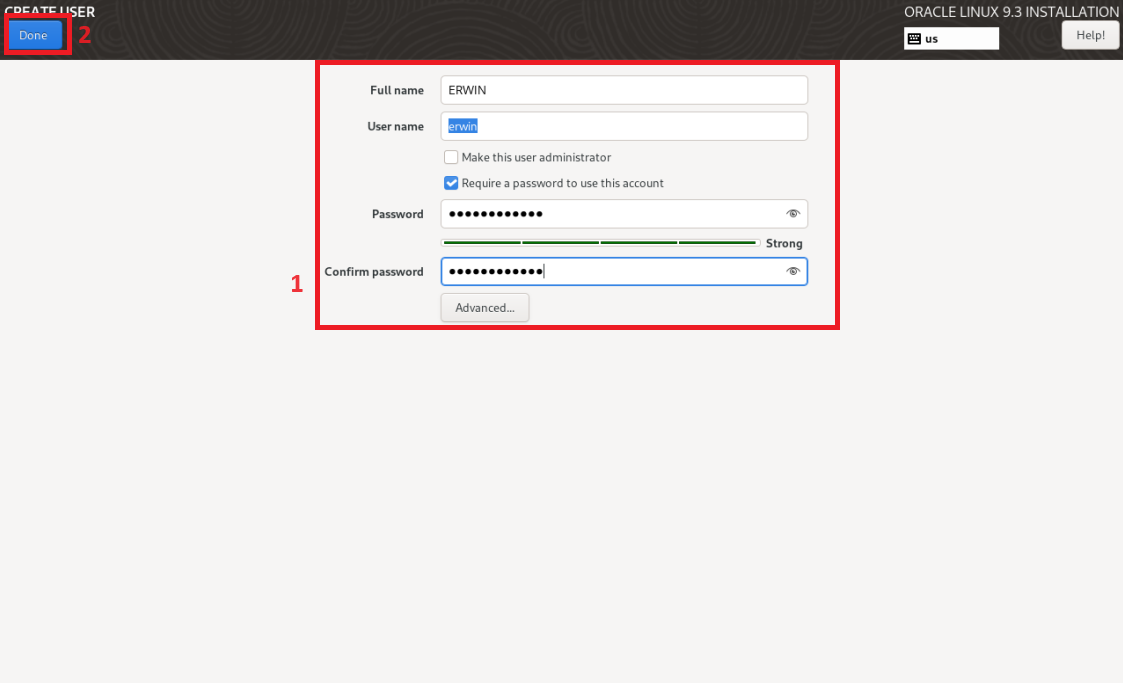 CREATE USER
ORACLE LINUX 9.3 INSTALLATION
Done
2
us
Help!
Full name
ERWIN
User name
erwin
Make this user administrator
Require a password to use this account
Password
●●●●●●●●●●●●
Strong
1
Confirm password
●●●●●●●●●●●●
Advanced...